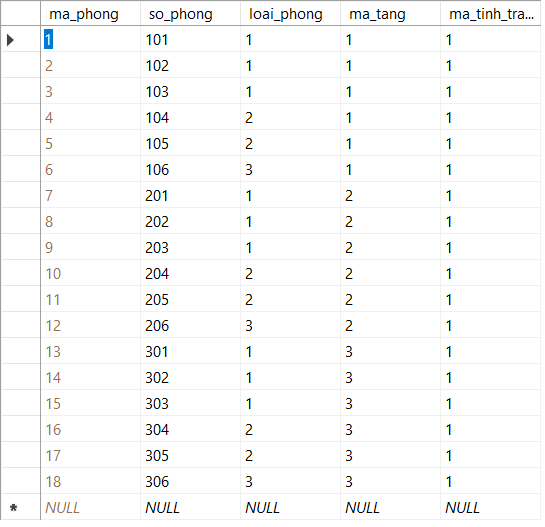 ma_phong so_phong loai_phong ma_tang ma_tinh_tra...
1 101 1 1 1
2 102 1 1 1
3 103 1 1 1
4 104 2 1 1
5 105 2 1 1
6 106 3 1 1
7 201 1 2 1
8 202 1 2 1
9 203 1 2 1
10 204 2 2 1
11 205 2 2 1
12 206 3 2 1
13 301 1 3 1
14 302 1 3 1
15 303 1 3 1
16 304 2 3 1
17 305 2 3 1
18 306 3 3 1
* NULL NULL NULL NULL NULL